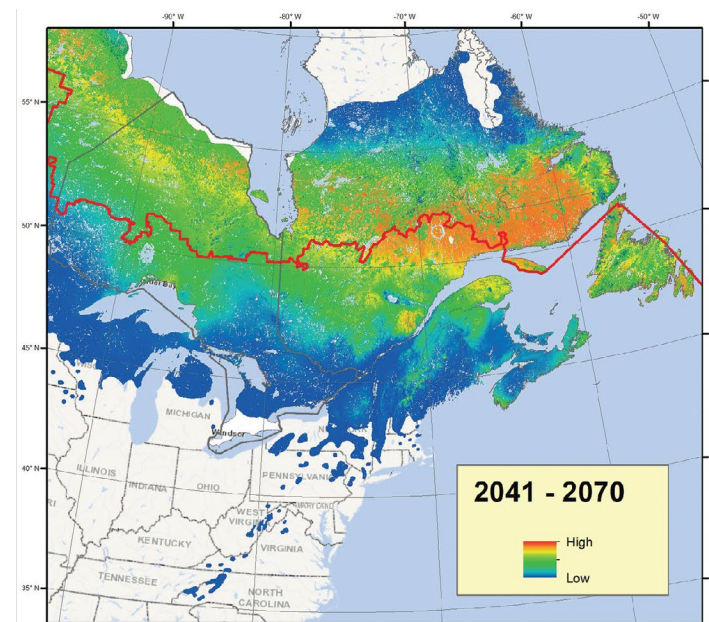 -90°W
-80°W
-70°W
-60°W
-50°W
55° N
50° N
45° N
40° N
35° N
MICHIGAN
Windsor
ILLINOIS
INDIANA
OHIO
PENNSYLVANIA
WEST
VIRGINIA
MARYLAND
KENTUCKY
VIRGINIA
TENNESSEE
NORTH
CAROLINA
2041 - 2070
High
Low